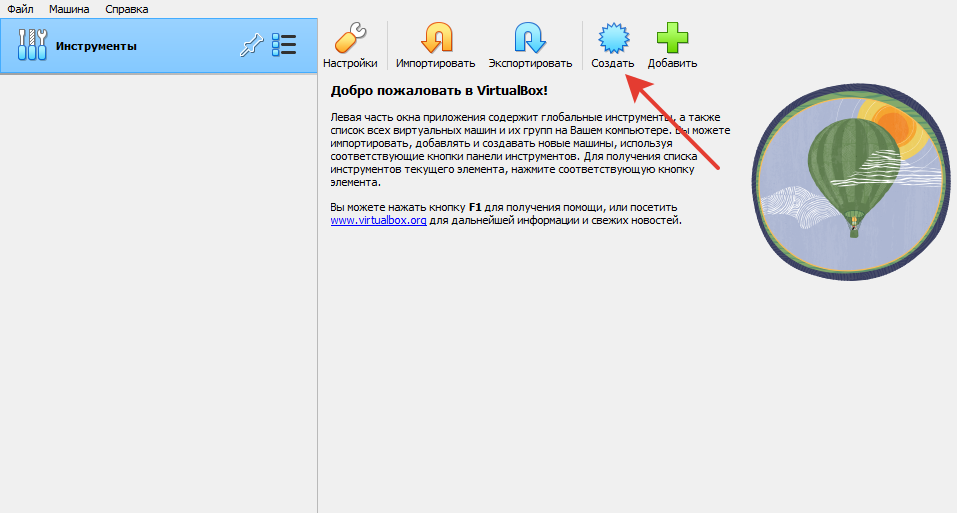 Файл Машина Справка
Инструменты
Настройки Импортировать Экспортировать Создать Добавить
Добро пожаловать в VirtualBox!
Левая часть окна приложения содержит глобальные инструменты, а также
список всех виртуальных машин и их групп на Вашем компьютере. Вы можете
импортировать, добавлять и создавать новые машины, используя
соответствующие кнопки панели инструментов. Для получения списка
инструментов текущего элемента, нажмите соответствующую кнопку
элемента.
Вы можете нажать кнопку F1 для получения помощи, или посетить
www.virtualbox.org для дальнейшей информации и свежих новостей.